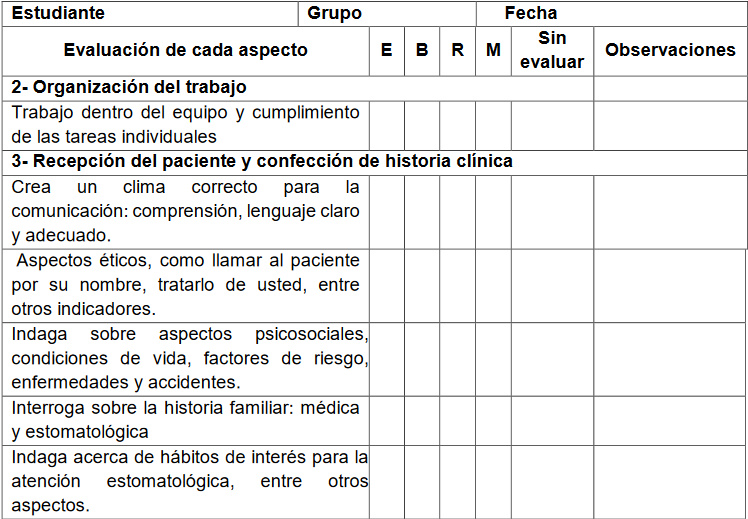 Estudiante Grupo Fecha
Evaluación de cada aspecto E B R M Sin evaluar Observaciones
2- Organización del trabajo
Trabajo dentro del equipo y cumplimiento
de las tareas individuales
3- Recepción del paciente y confección de historia clínica
Crea un clima correcto para la
comunicación: comprensión, lenguaje claro
y adecuado.
Aspectos éticos, como llamar al paciente
por su nombre, tratarlo de usted, entre
otros indicadores.
Indaga sobre aspectos psicosociales,
condiciones de vida, factores de riesgo,
enfermedades y accidentes.
Interroga sobre la historia familiar: médica
y estomatológica
Indaga acerca de hábitos de interés para la
atención estomatológica, entre otros
aspectos.